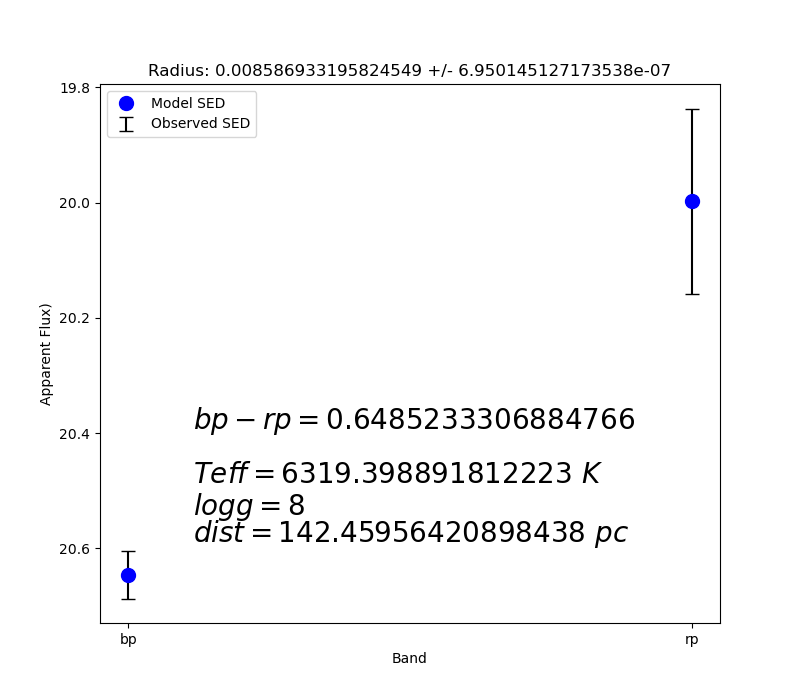 Radius: 0.008586933195824549 +/- 6.950145127173538e-07
19.8
Model SED
Observed SED
20.0
20.2
Apparent Flux)
bp − rp = 0.6485233306884766
20.4
Teff = 6319.398891812223 K
logg = 8
dist = 142.45956420898438 pc
20.6
bp
rp
Band